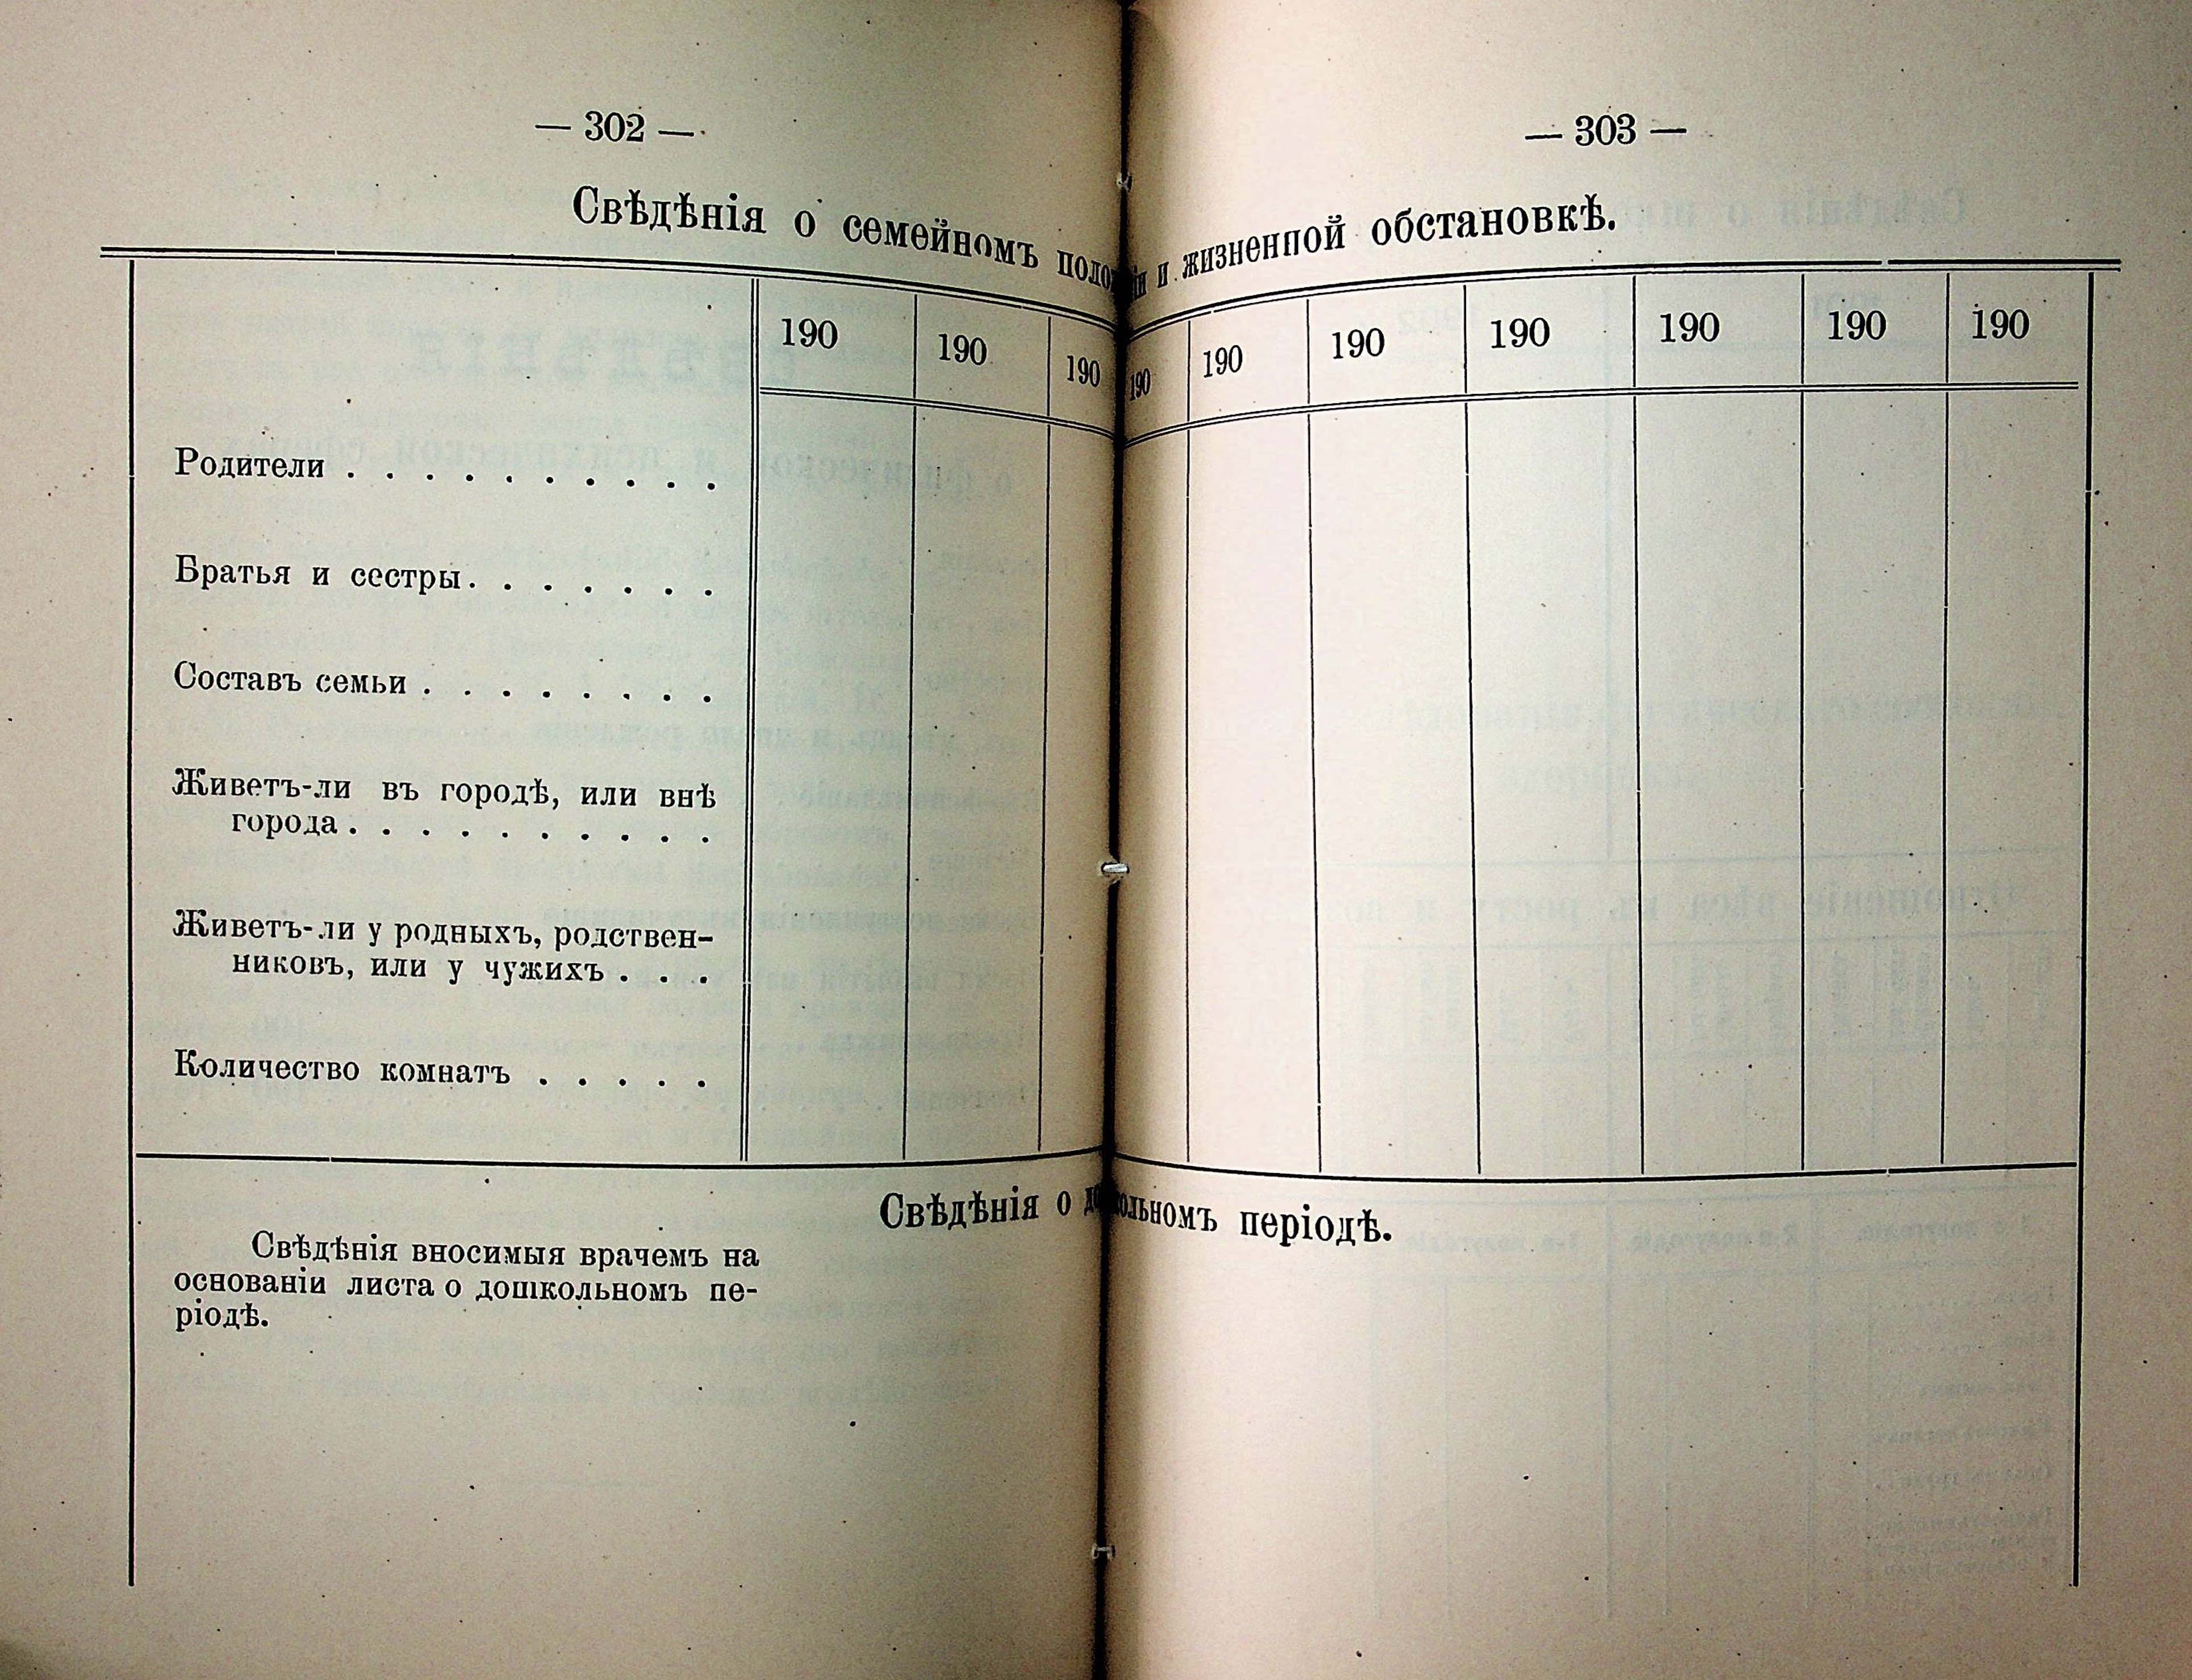 — 302 —
— 303 —
Свѣдѣнія о семейномъ и жизненной обстановкѣ.
190 190 190 190 190 190 190 190 190 190
Родители . . . . . . . . . .
Братья и сестры . . . . . . .
Составъ семьи . . . . . . . .
Живетъ-ли въ городѣ, или внѣ
города . . . . . . . . . .
Живетъ-ли у родныхъ, родствен-
никовъ, или у чужихъ . . .
Количество комнатъ . . . . .
Свѣдѣнія о періодѣ.
Свѣдѣнія вносимыя врачемъ на
основаніи листа о дошкольномъ пе-
ріодѣ.